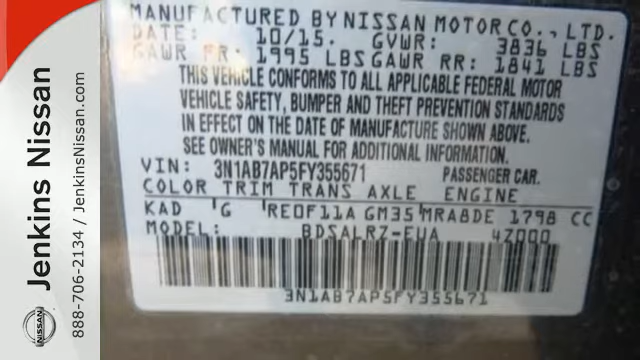 MANUFACTURED BY NISSAN MOTOR CO., LTD.
DATE: 10/15. GVWR: 3836 LBS
GAWR FR: 1995 LBS GAWR RR: 1841 LBS
THIS VEHICLE CONFORMS TO ALL APPLICABLE FEDERAL MOTOR
VEHICLE SAFETY, BUMPER AND THEFT PREVENTION STANDARDS
IN EFFECT ON THE DATE OF MANUFACTURE SHOWN ABOVE.
SEE OWNER'S MANUAL FOR ADDITIONAL INFORMATION.
VIN: 3N1AB7AP5FY355671 PASSENGER CAR.
COLOR TRIM TRANS AXLE ENGINE
KAD G RE0F11A GM35 MRA8DE 1798 CC
MODEL: BDSALRZ-EUA 4Z000
3N1AB7AP5FY355671
Jenkins Nissan
888-706-2134 / JenkinsNissan.com
NISSAN